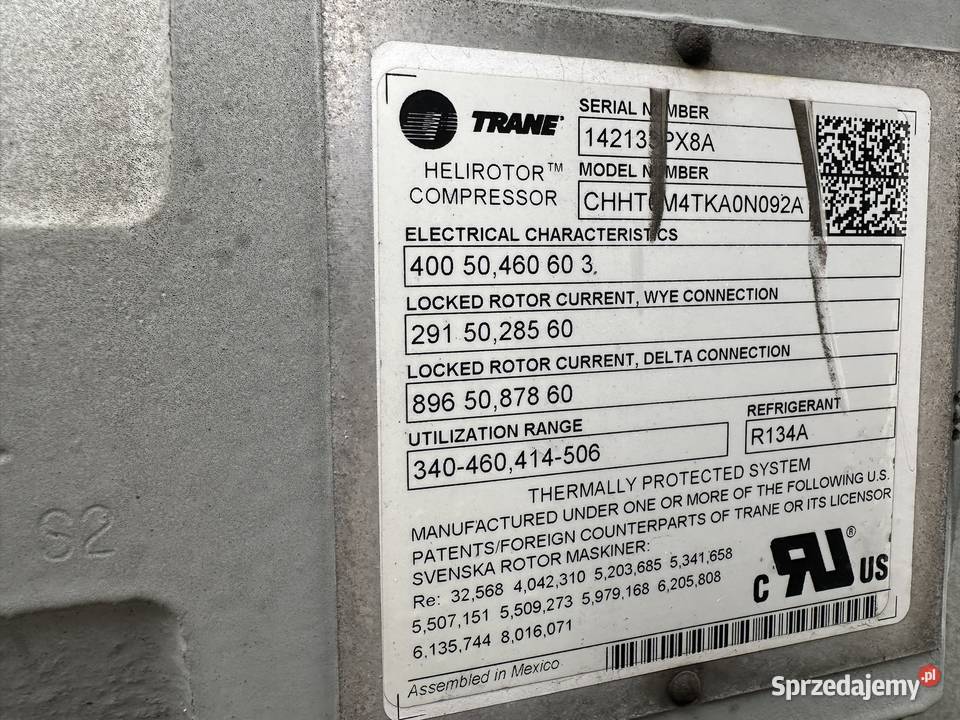 TRANE
HELIROTOR™
COMPRESSOR
SERIAL NUMBER
MODEL NUMBER
ELECTRICAL CHARACTERISTICS
400 50,460 60 3,
LOCKED ROTOR CURRENT, WYE CONNECTION
291 50,285 60
LOCKED ROTOR CURRENT, DELTA CONNECTION
896 50,878 60
UTILIZATION RANGE
340-460,414-506
REFRIGERANT
R134A
THERMALLY PROTECTED SYSTEM
MANUFACTURED UNDER ONE OR MORE OF THE FOLLOWING U.S.
PATENTS/FOREIGN COUNTERPARTS OF TRANE OR ITS LICENSOR
SVENSKA ROTOR MASKINER:
Re: 32,568 4,042,310 5,203,685 5,341,658
5,507,151 5,509,273 5,979,168 6,205,808
6,135,744 8,016,071
C RU® US
Assembled in Mexico
S2
Sprzedajemy.pl